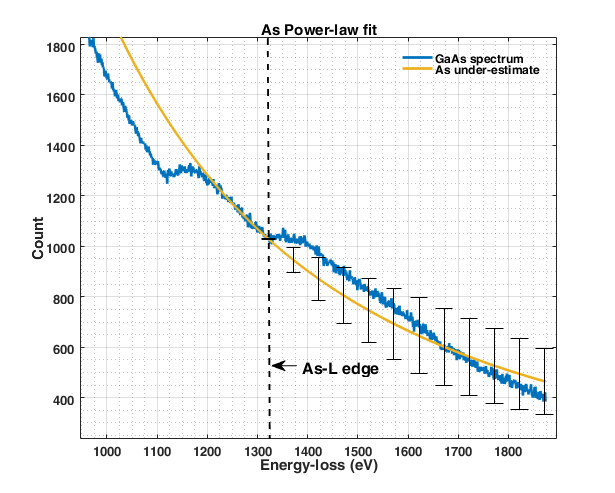 As Power-law fit
GaAs spectrum
As under-estimate
1800
1600
1400
1200
1000
800
600
400
Count
As-L edge
1000 1100 1200 1300 1400 1500 1600 1700 1800
Energy-loss (eV)